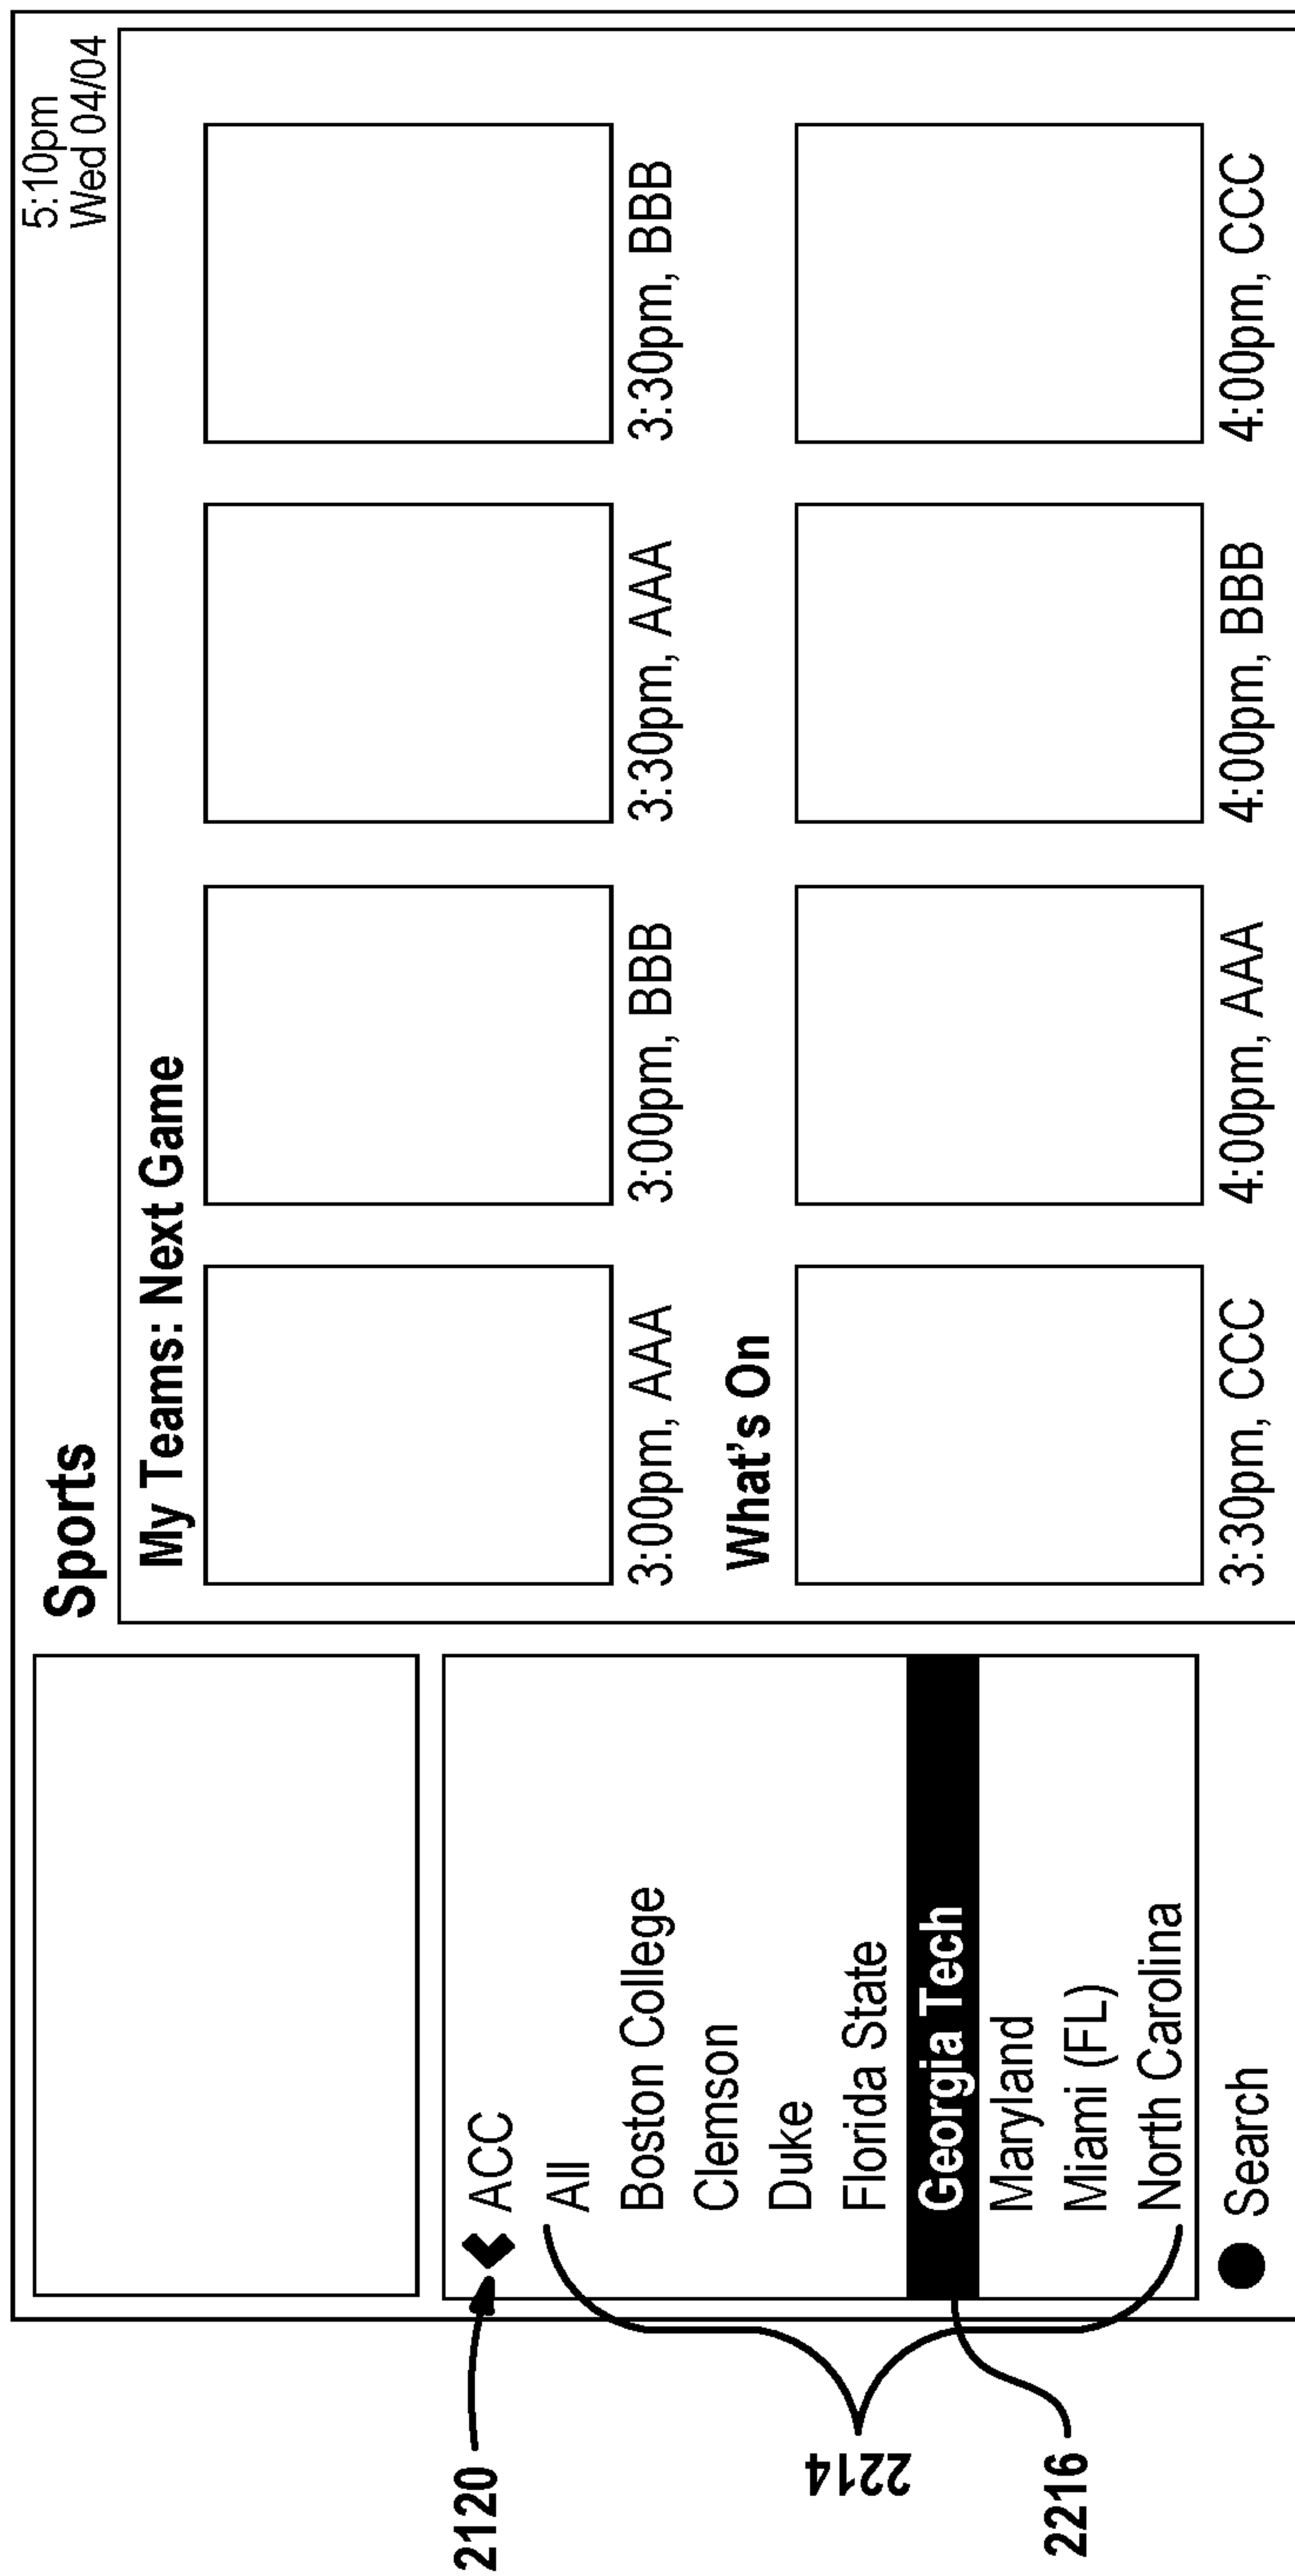 5:10pm
Wed 04/04
Sports
My Teams: Next Game
3:00pm, AAA
3:00pm, BBB
3:30pm, AAA
3:30pm, BBB
What's On
3:30pm, CCC
4:00pm, AAA
4:00pm, BBB
4:00pm, CCC
ACC
All
Boston College
Clemson
Duke
Florida State
Georgia Tech
Maryland
Miami (FL)
North Carolina
Search
2120
2214
2216